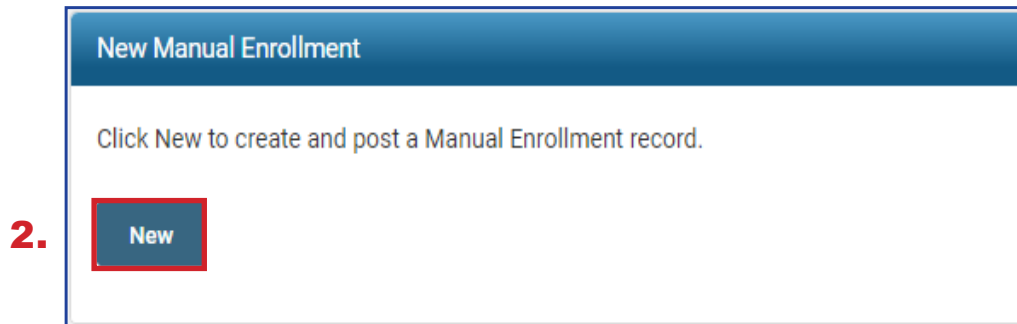 New Manual Enrollment
Click New to create and post a Manual Enrollment record.
2. New